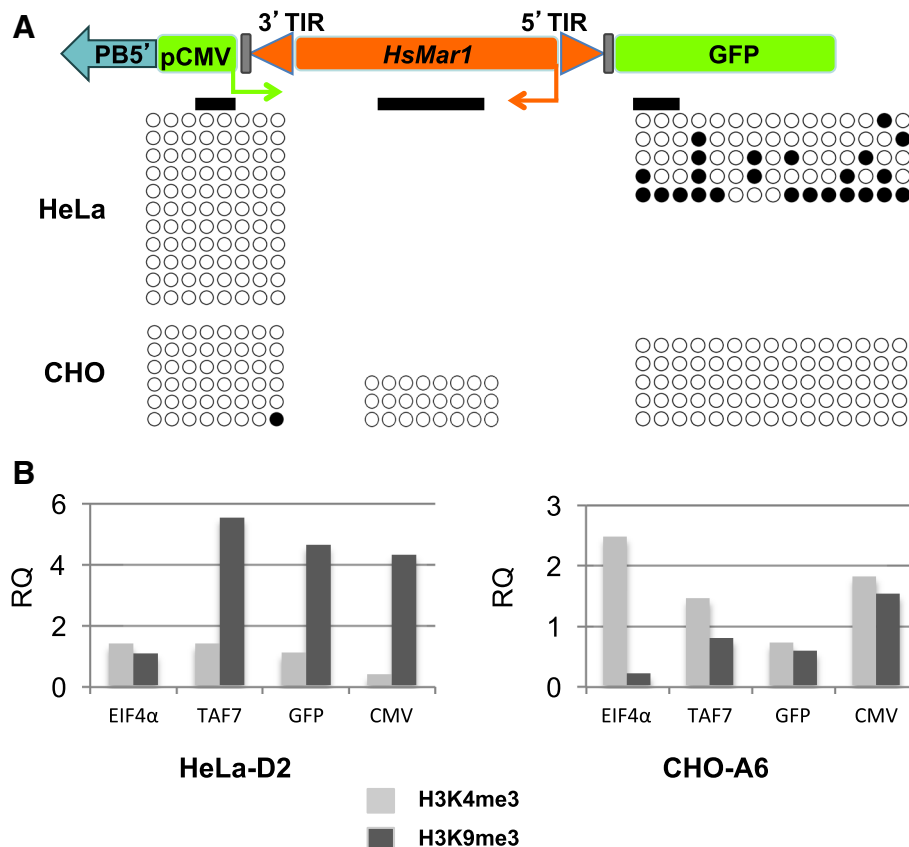 A
3' TIR
5' TIR
PB5'
pCMV
HsMar1
GFP
HeLa
CHO
B
6
4
2
0
RQ
EIF4α
TAF7
GFP
CMV
HeLa-D2
3
2
1
0
RQ
EIF4α
TAF7
GFP
CMV
CHO-A6
H3K4me3
H3K9me3